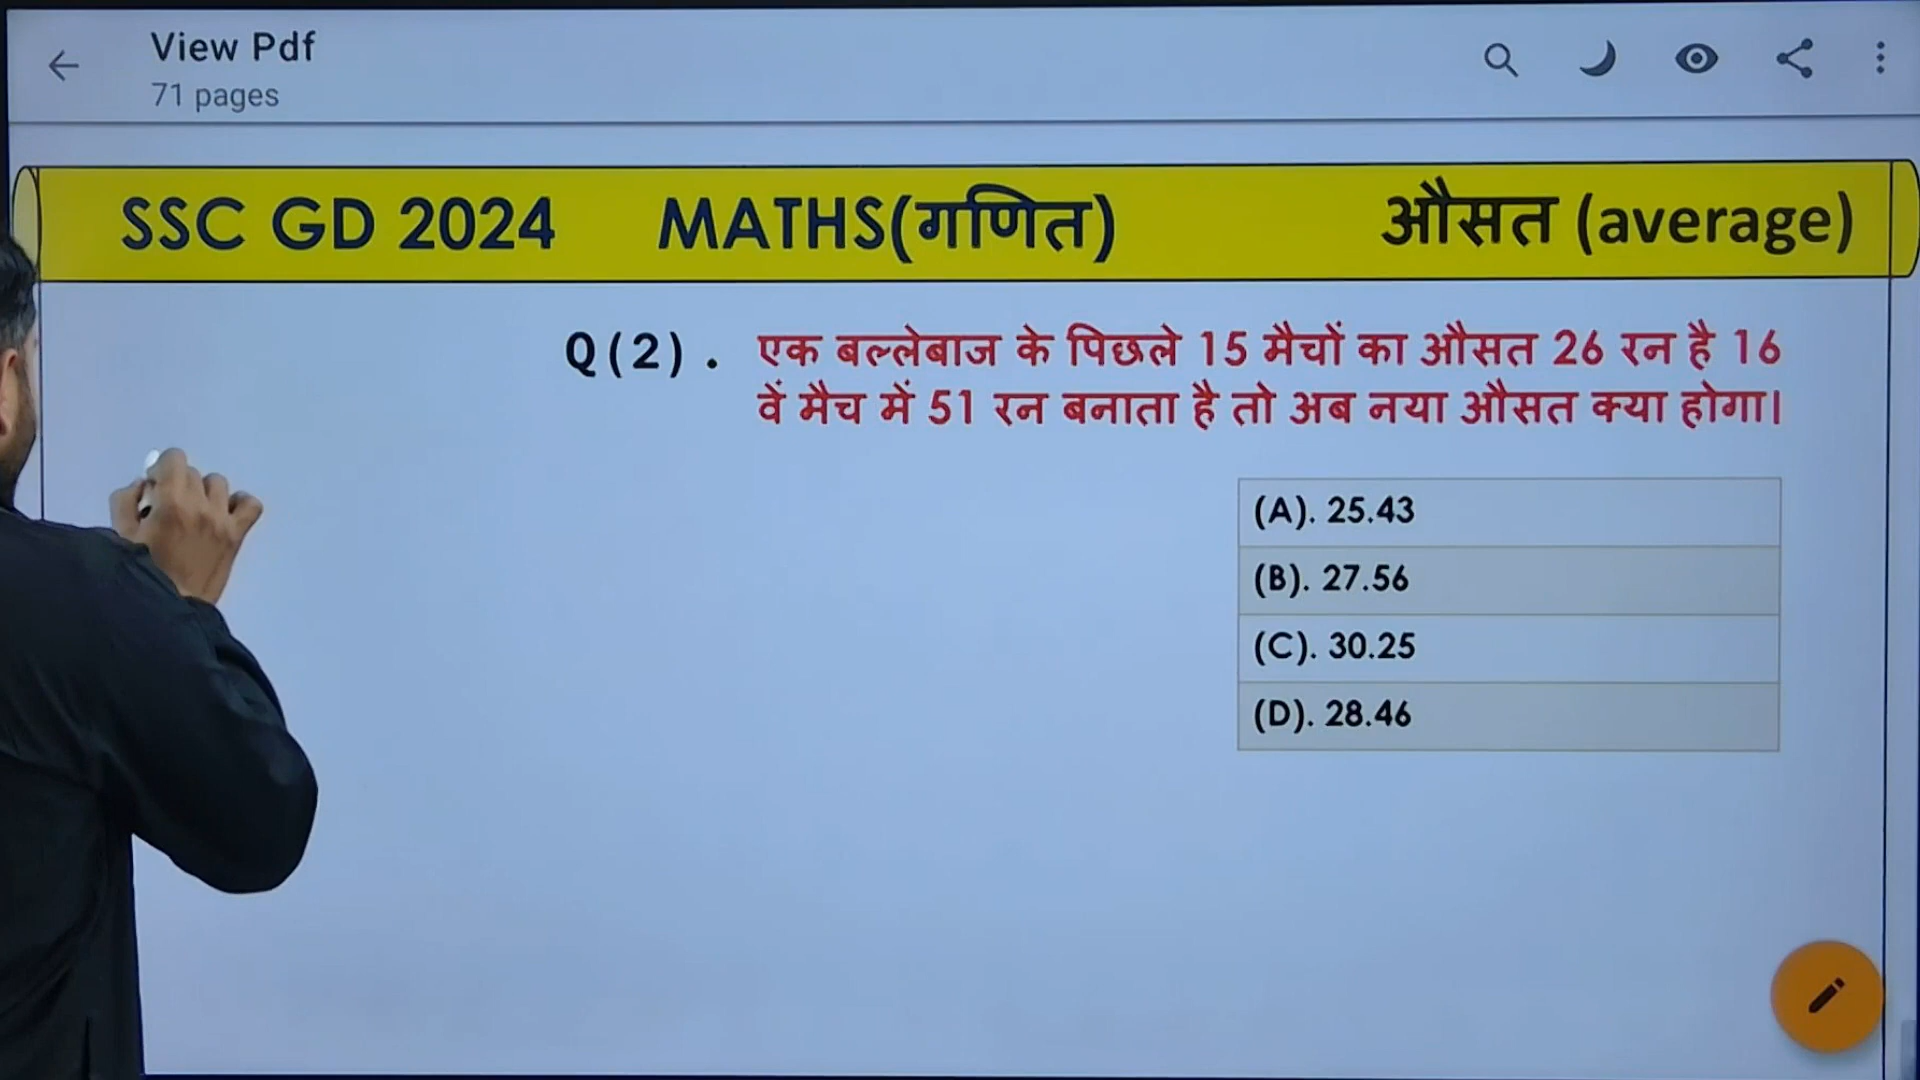 View Pdf
71 pages
SSC GD 2024 MATHS(गणित) औसत (average)
Q(2). एक बल्लेबाज के पिछले 15 मैचों का औसत 26 रन है 16
वें मैच में 51 रन बनाता है तो अब नया औसत क्या होगा।
(A). 25.43
(B). 27.56
(C). 30.25
(D). 28.46